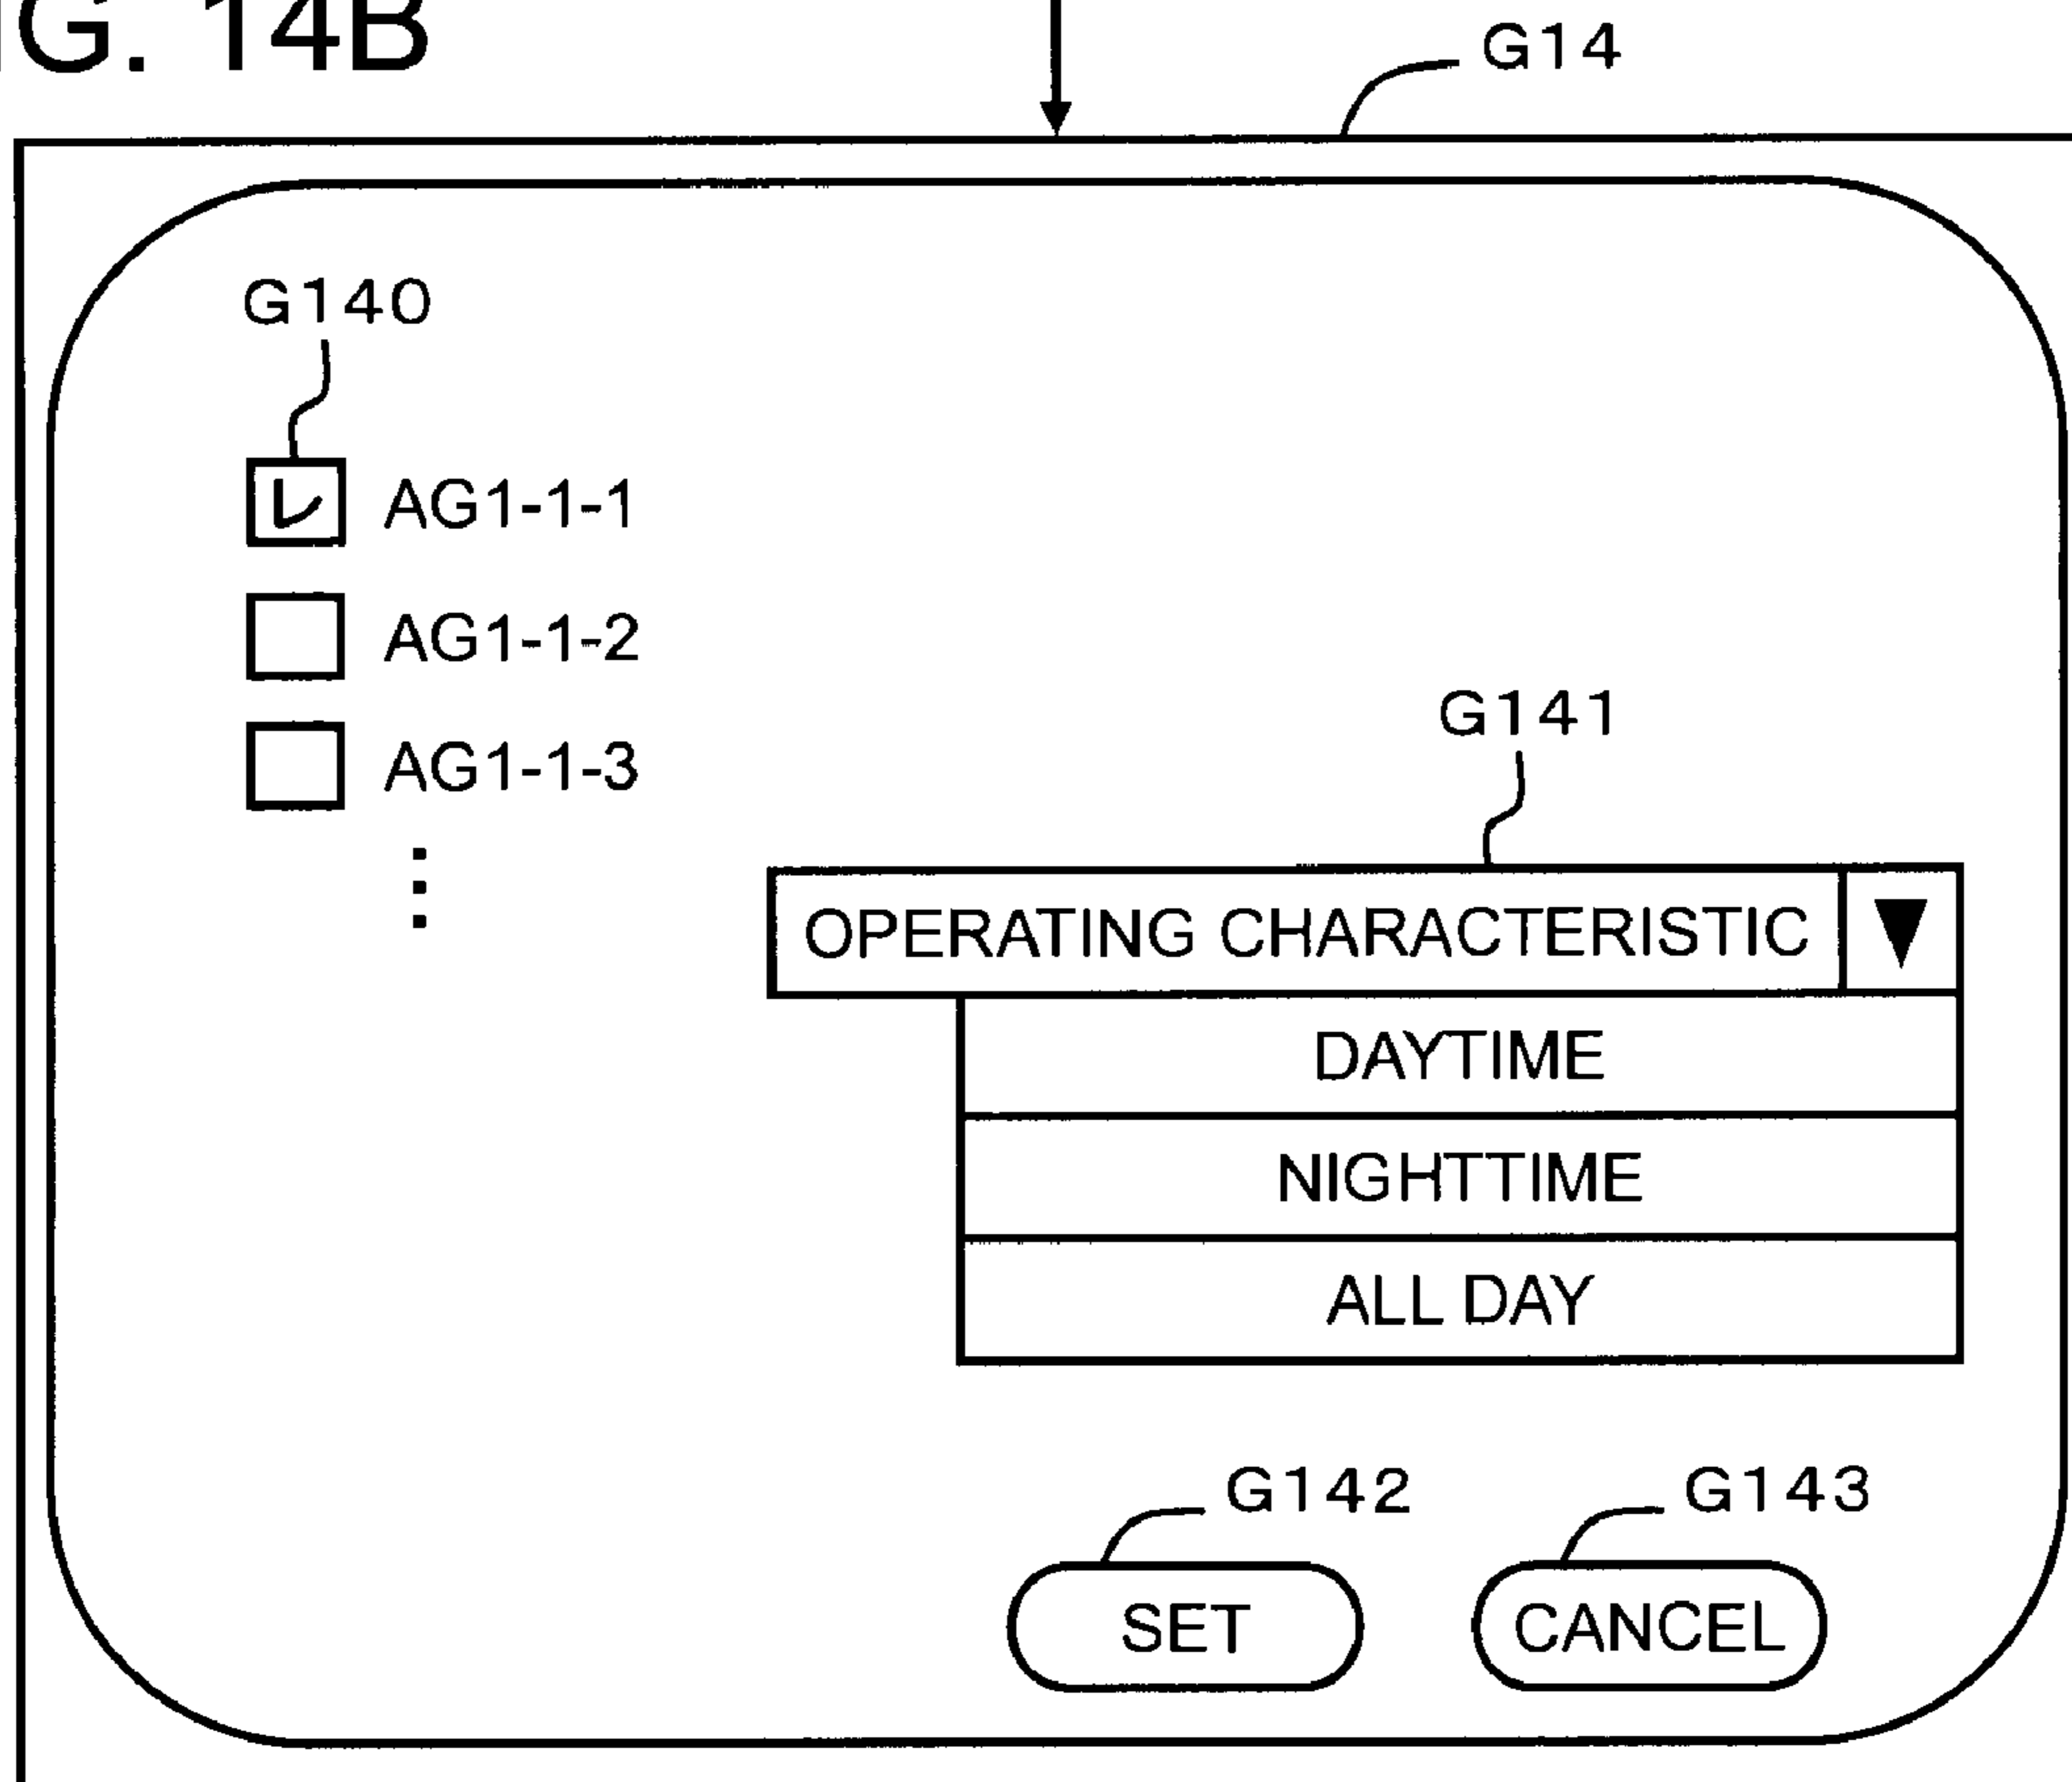 G. 14B
G14
G140
AG1-1-1
AG1-1-2
AG1-1-3
G141
OPERATING CHARACTERISTIC
DAYTIME
NIGHTTIME
ALL DAY
G142
G143
SET
CANCEL